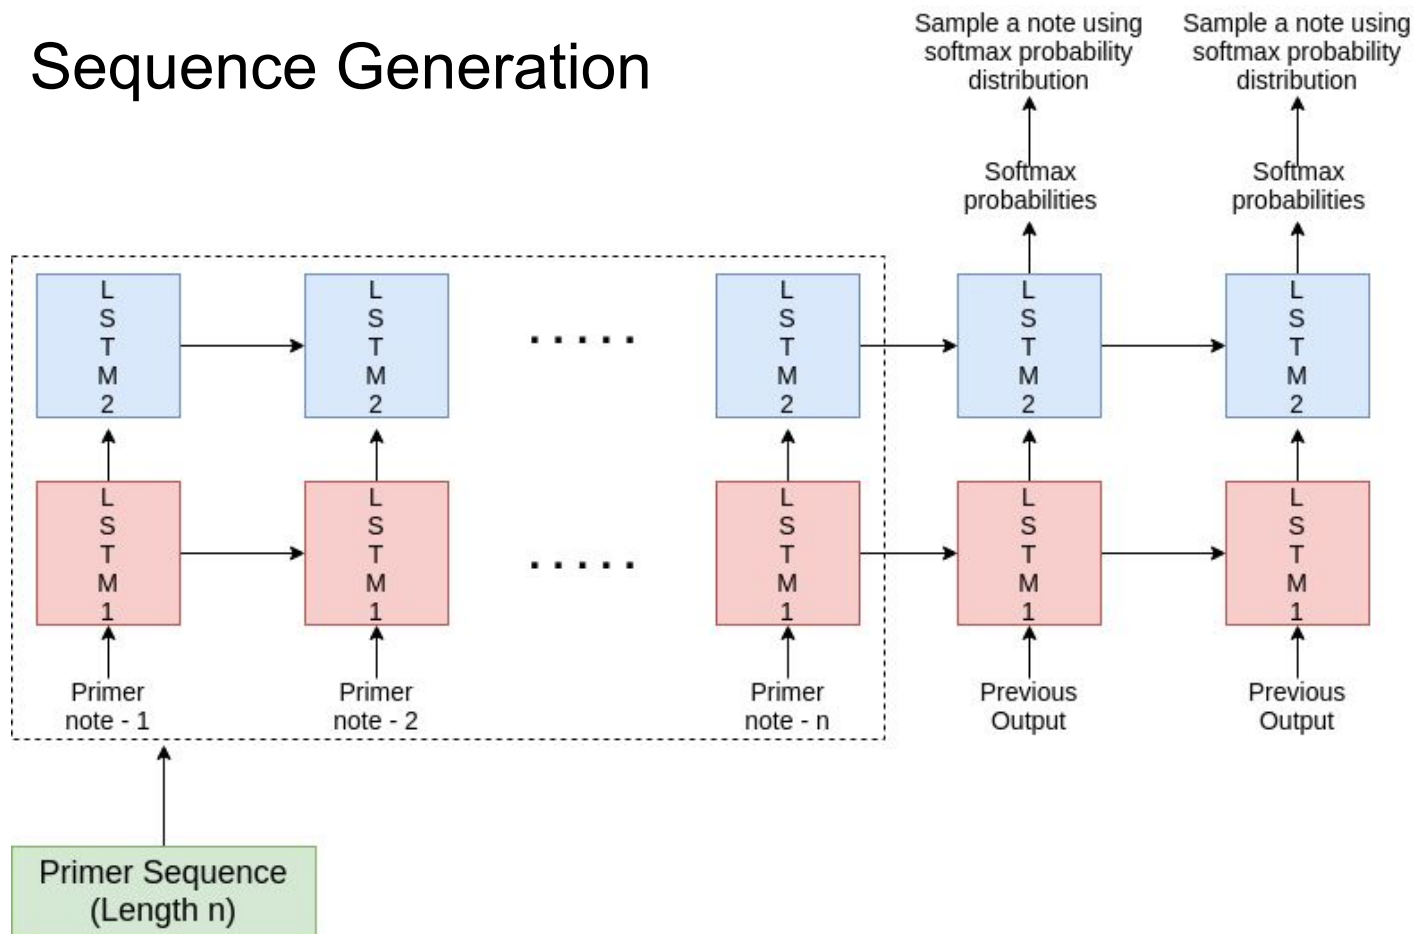 Sequence Generation
Sample a note using
softmax probability
distribution
Sample a note using
softmax probability
distribution
Softmax
probabilities
Softmax
probabilities
L
S
T
M
2
L
S
T
M
2
.....
L
S
T
M
2
L
S
T
M
2
L
S
T
M
2
L
S
T
M
1
L
S
T
M
1
.....
L
S
T
M
1
L
S
T
M
1
L
S
T
M
1
Primer
note - 1
Primer
note - 2
Primer
note - n
Previous
Output
Previous
Output
Primer Sequence
(Length n)